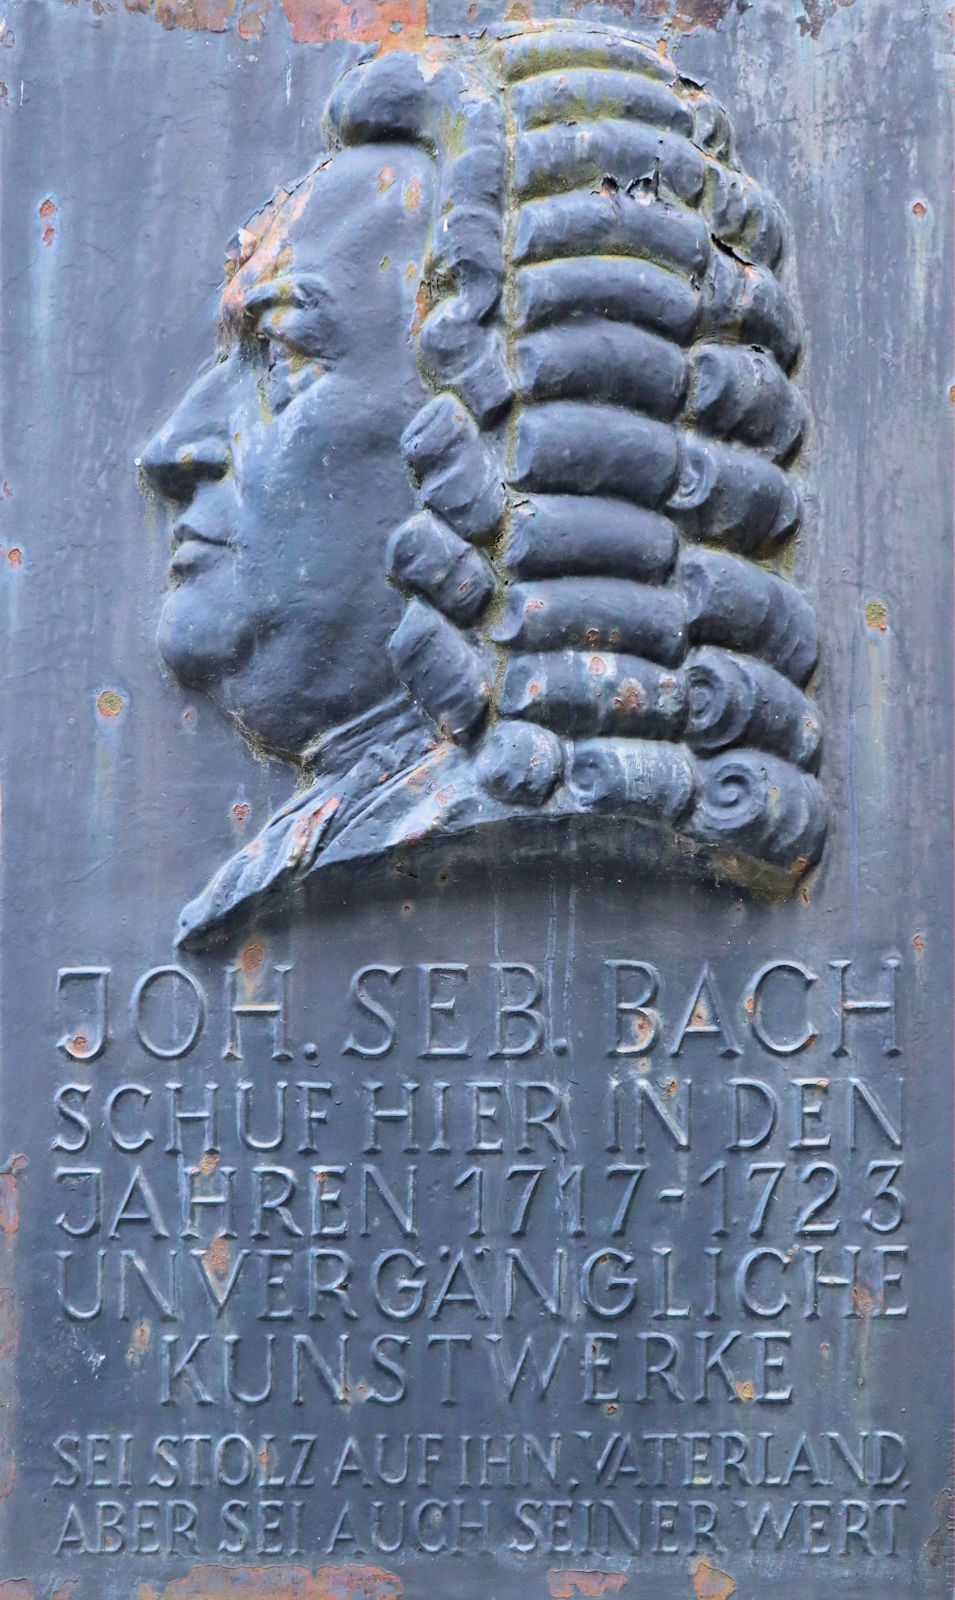 JOH. SEB. BACH
SCHUF HIER IN DEN
JAHREN 1717-1723
UNVERGÄNGLICHE
KUNSTWERKE
SEI STOLZ AUF IHN, VATERLAND,
ABER SEI AUCH SEINER WERT